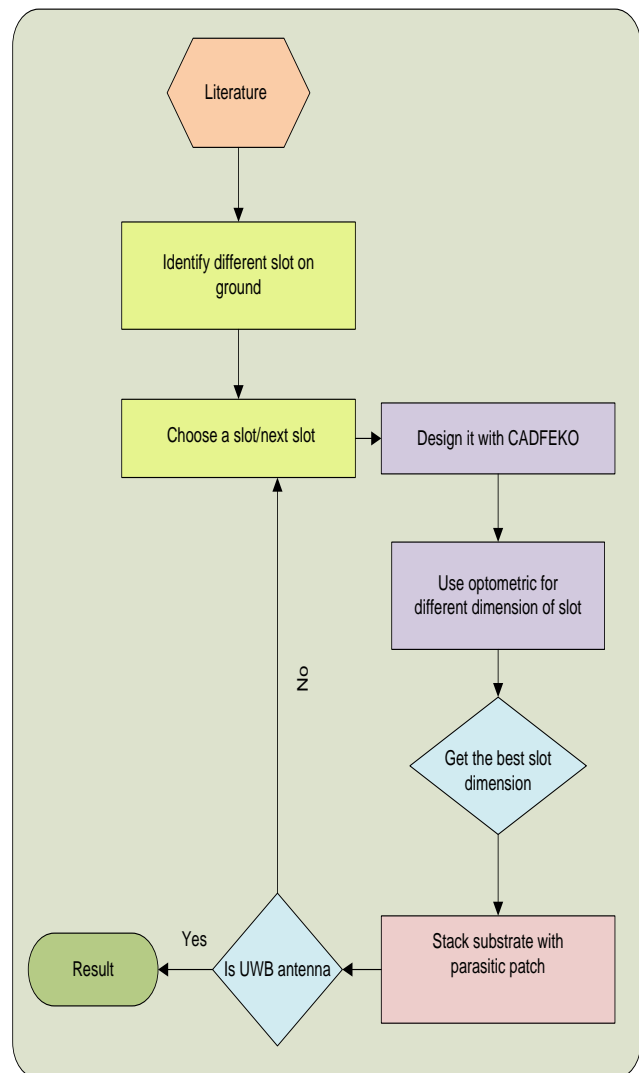 Literature
Identify different slot on
ground
Choose a slot/next slot
Design it with CADFEKO
Use optometric for
different dimension of slot
Get the best slot
dimension
Stack substrate with
parasitic patch
Is UWB antenna
No
Yes
Result